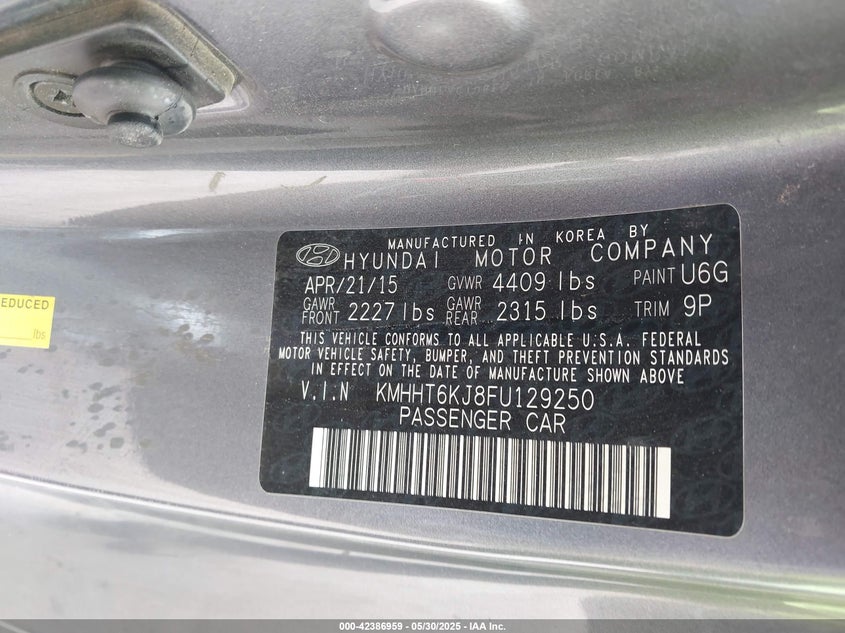 MANUFACTURED IN KOREA BY
HYUNDAI MOTOR COMPANY
APR/21/15 GVWR 4409 lbs PAINT U6G
GAWR FRONT 2227 lbs GAWR REAR 2315 lbs TRIM 9P
THIS VEHICLE CONFORMS TO ALL APPLICABLE U.S.A. FEDERAL
MOTOR VEHICLE SAFETY, BUMPER, AND THEFT PREVENTION STANDARDS
IN EFFECT ON THE DATE OF MANUFACTURE SHOWN ABOVE
V.I.N KMHHT6KJ8FU129250
PASSENGER CAR
EDUCED
lbs
000-42386959 — 05/30/2025 — IAA Inc.